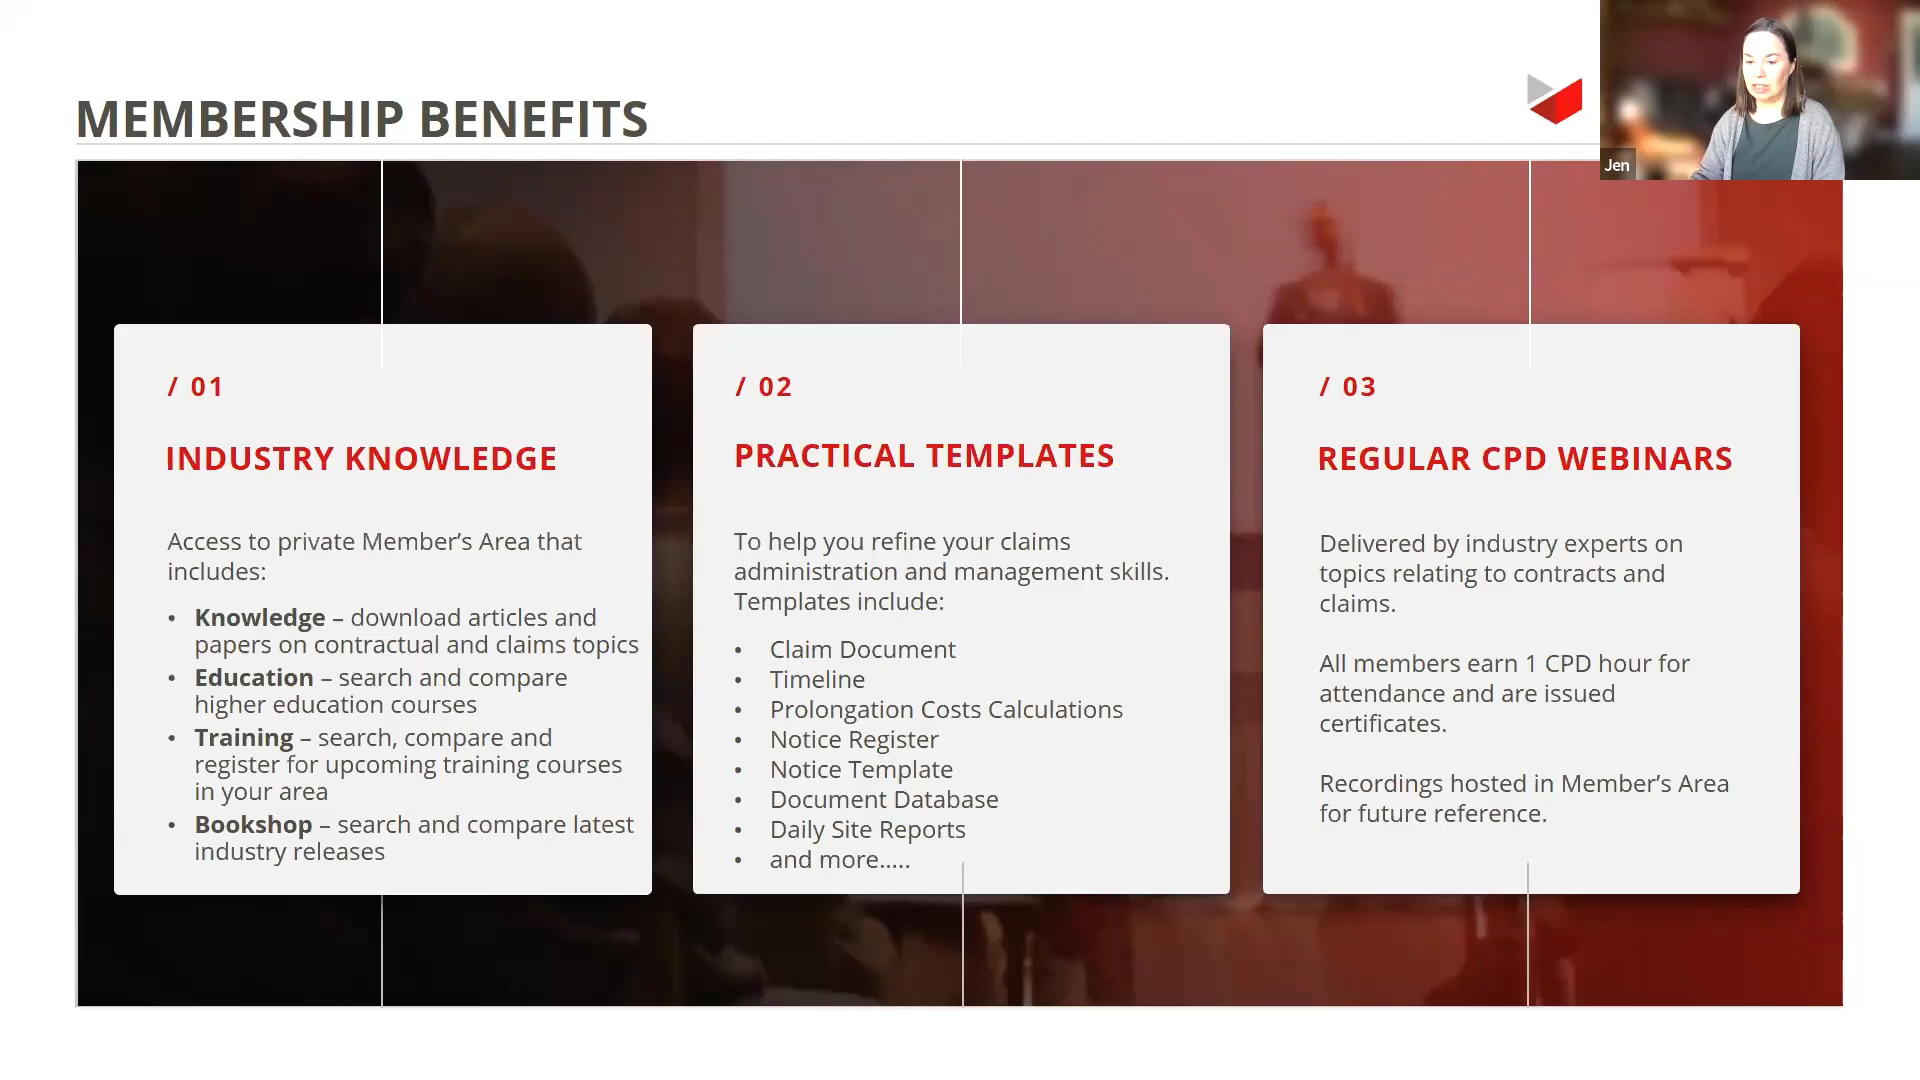 MEMBERSHIP BENEFITS
Jen
/ 01
INDUSTRY KNOWLEDGE
Access to private Member’s Area that
includes:
• Knowledge – download articles and
papers on contractual and claims topics
• Education – search and compare
higher education courses
• Training – search, compare and
register for upcoming training courses
in your area
• Bookshop – search and compare latest
industry releases
/ 02
PRACTICAL TEMPLATES
To help you refine your claims
administration and management skills.
Templates include:
• Claim Document
• Timeline
• Prolongation Costs Calculations
• Notice Register
• Notice Template
• Document Database
• Daily Site Reports
• and more…..
/ 03
REGULAR CPD WEBINARS
Delivered by industry experts on
topics relating to contracts and
claims.
All members earn 1 CPD hour for
attendance and are issued
certificates.
Recordings hosted in Member’s Area
for future reference.